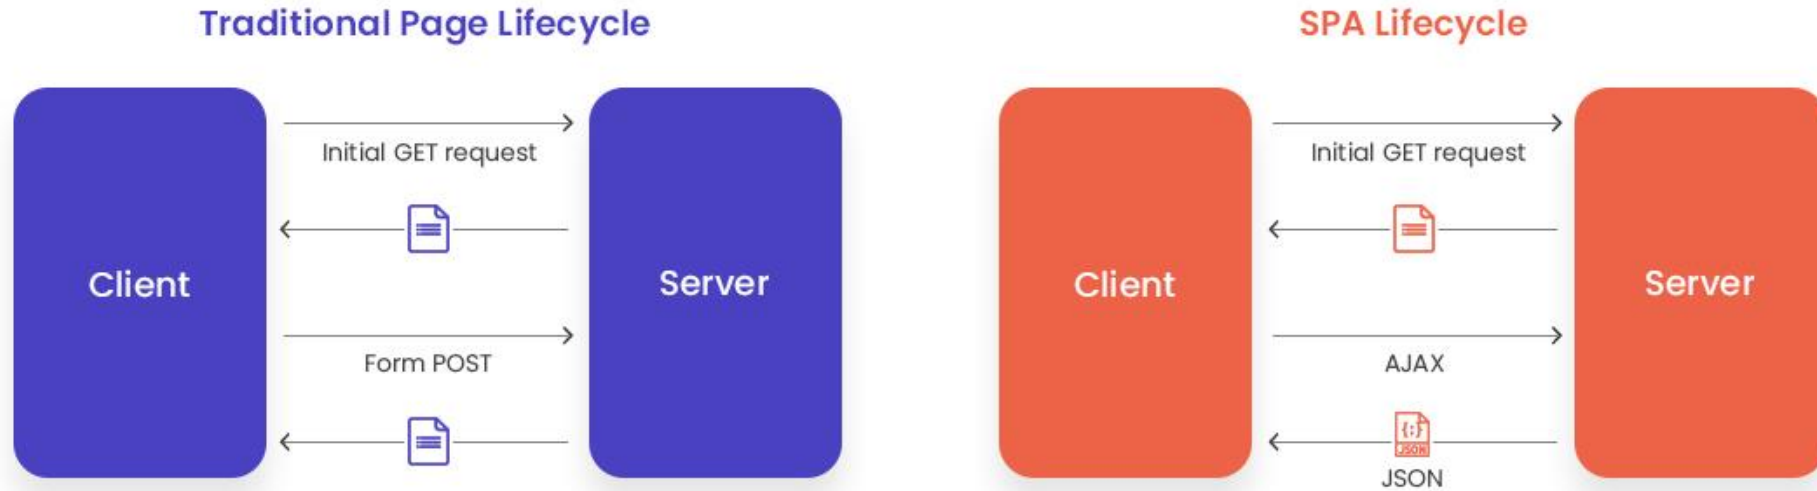 Traditional Page Lifecycle
Client
Initial GET request
Form POST
Server
SPA Lifecycle
Client
Initial GET request
AJAX
{;}
JSON
JSON
Server